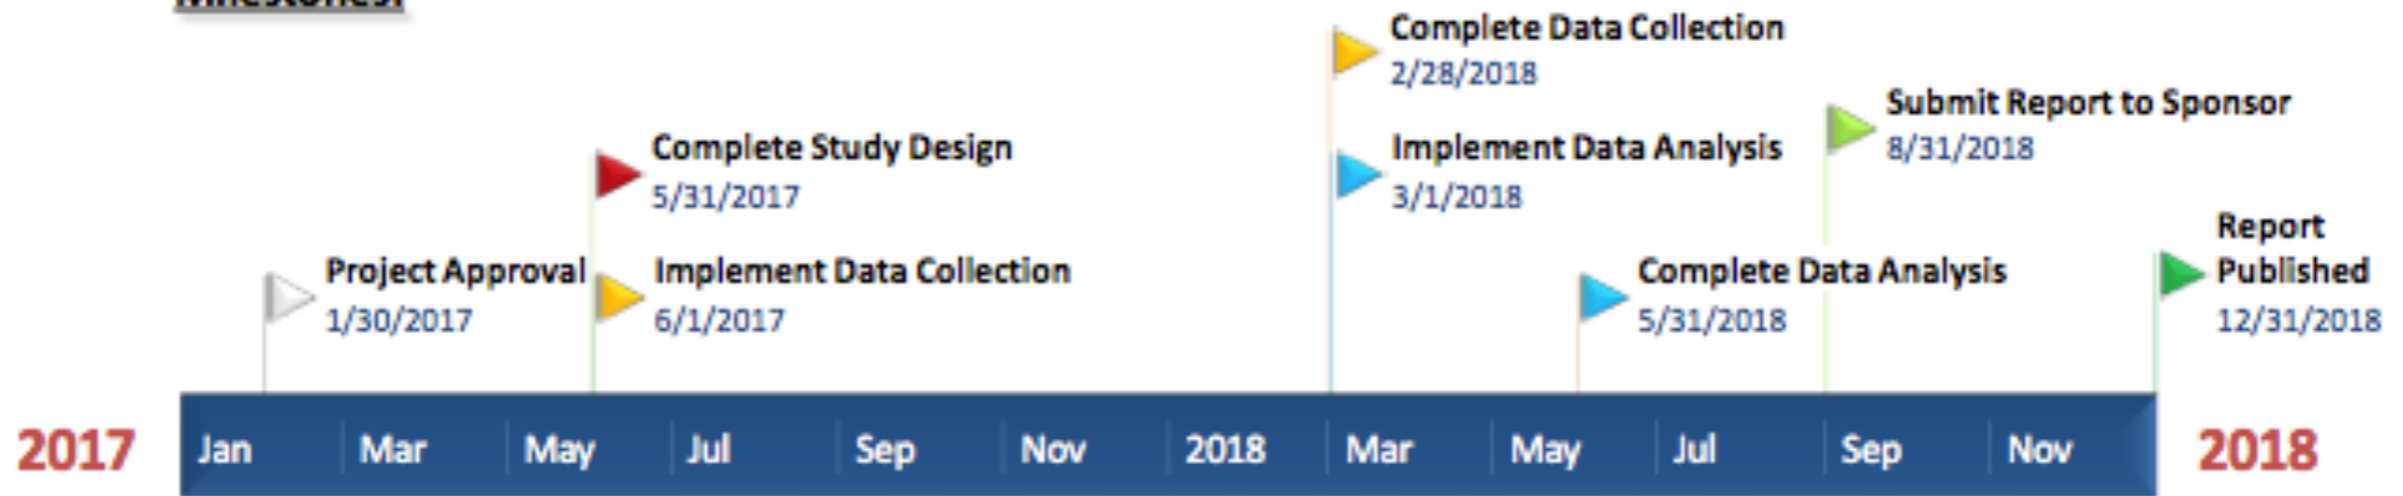 Milestones:
Complete Data Collection
2/28/2018
Submit Report to Sponsor
8/31/2018
Complete Study Design
5/31/2017
Implement Data Analysis
3/1/2018
Report
Published
12/31/2018
Project Approval
1/30/2017
Implement Data Collection
6/1/2017
Complete Data Analysis
5/31/2018
2017 Jan Mar May Jul Sep Nov 2018 Mar May Jul Sep Nov 2018